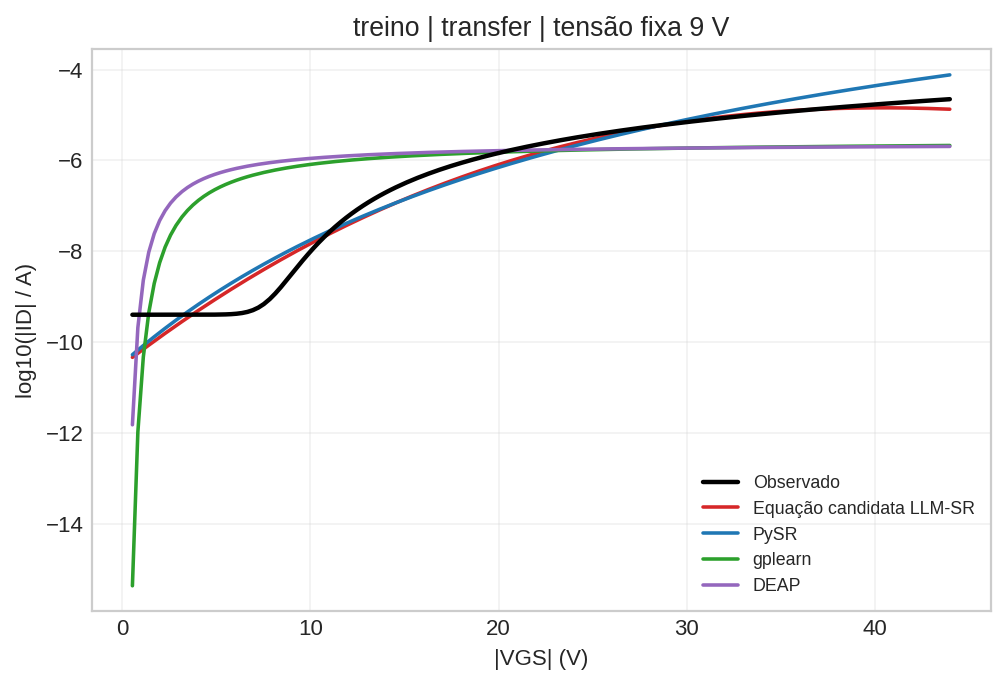 treino | transfer | tensão fixa 9 V
log10(|ID| / A)
−4
−6
−8
−10
−12
−14
Observado
Equação candidata LLM-SR
PySR
gplearn
DEAP
0 10 20 30 40
|VGS| (V)